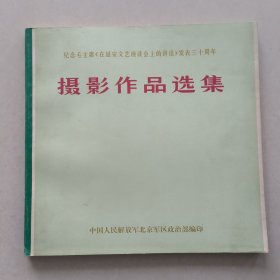 纪念毛主席《在延安文艺座谈会上的讲话》发表三十周年
摄影作品选集
中国人民解放军北京军区政治部编印